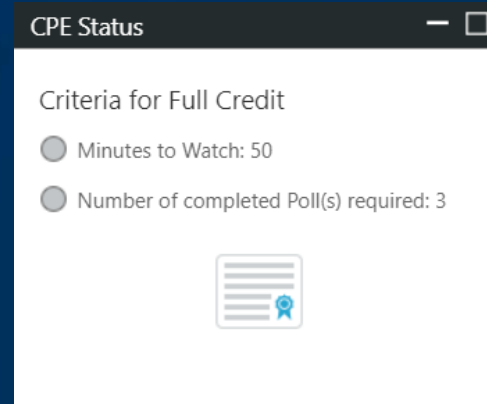 CPE Status
Criteria for Full Credit
Minutes to Watch: 50
Number of completed Poll(s) required: 3